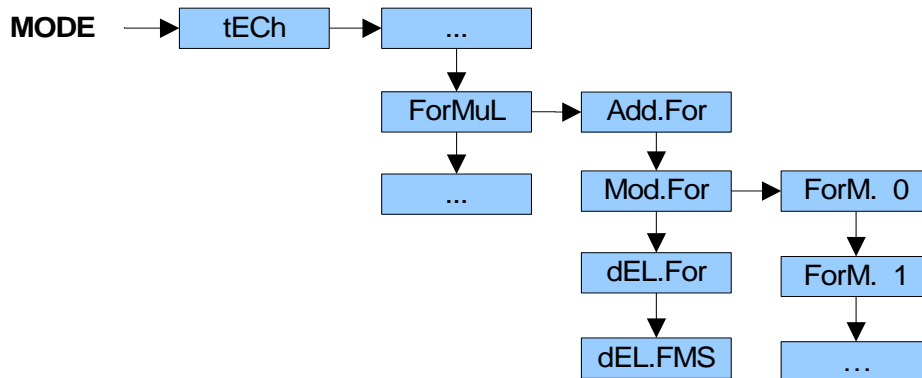 MODE tECh ...
ForMuL Add.For
... Mod.For ForM. 0
dEL.For ForM. 1
dEL.FMS ...